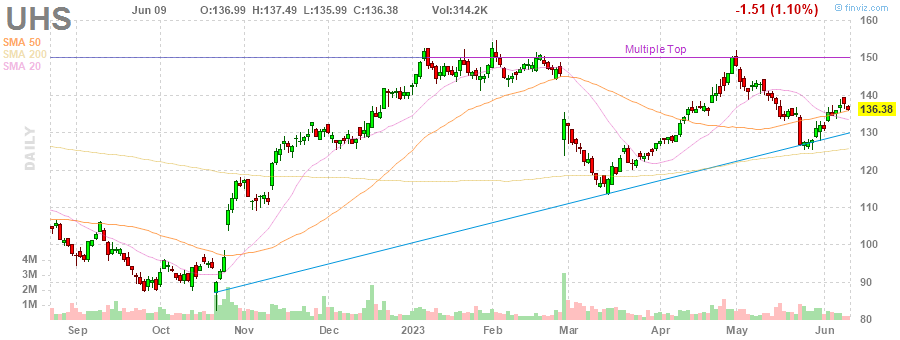 UHS
Jun 09 O:136.99 H:137.49 L:135.99 C:136.38 Vol:314.2K
-1.51 (1.10%)
© finviz.com
SMA 50
SMA 200
SMA 20
DAILY
Multiple Top
160
150
140
136.38
130
120
110
100
90
80
4M
3M
2M
1M
Sep Oct Nov Dec 2023 Feb Mar Apr May Jun